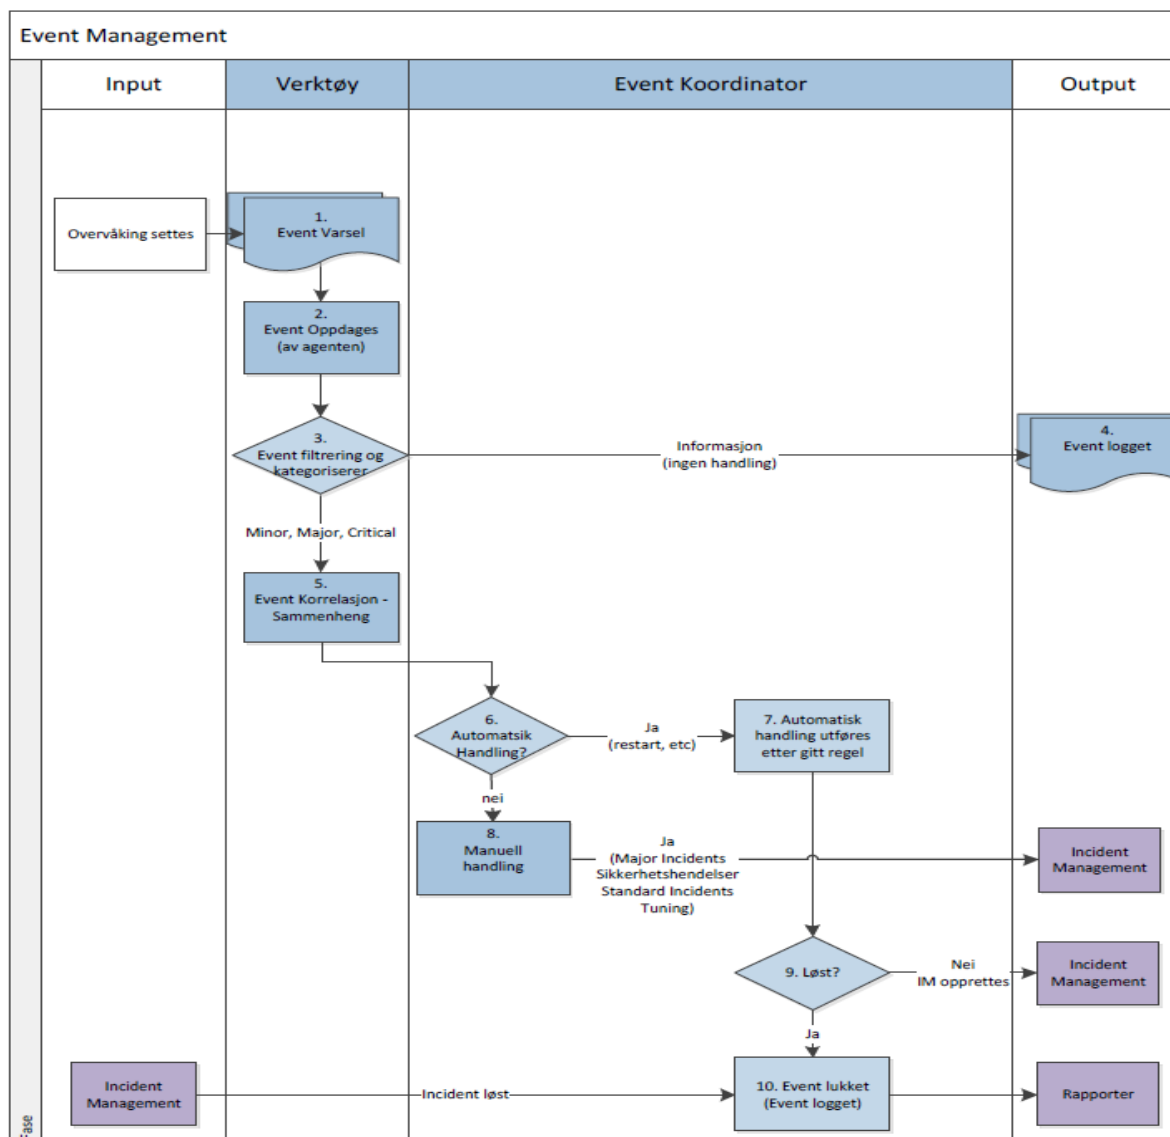 Event Management
Input
Verktøy
Event Koordinator
Output
Overvåking settes
1.
Event Varsel
2.
Event Oppdages
(av agenten)
3.
Event filtrering og
kategoriserer
Informasjon
(ingen handling)
4.
Event logget
Minor, Major, Critical
5.
Event Korrelasjon -
Sammenheng
6.
Automatsik
Handling?
Ja
(restart, etc)
7. Automatisk
handling utføres
etter gitt regel
nei
8.
Manuell
handling
Ja
(Major Incidents
Sikkerhetshendelser
Standard Incidents
Tuning)
Incident
Management
9. Løst?
Nei
IM opprettes
Incident
Management
Ja
Incident
Management
Incident løst
10. Event lukket
(Event logget)
Rapporter
Fase